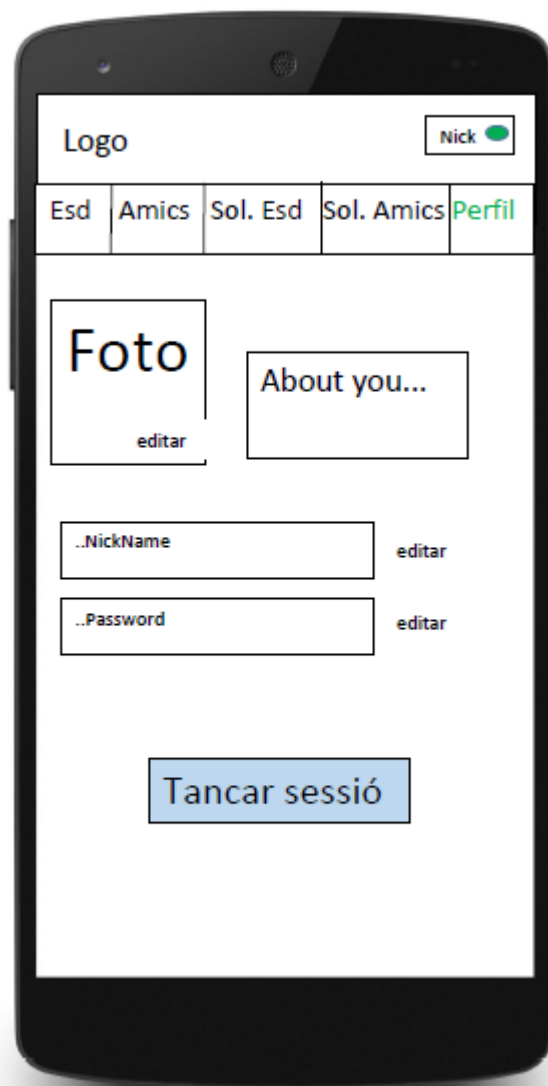 Logo
Nick
Esd Amics Sol. Esd Sol. Amics Perfil
Foto
editar
About you...
..NickName
editar
..Password
editar
Tancar sessió